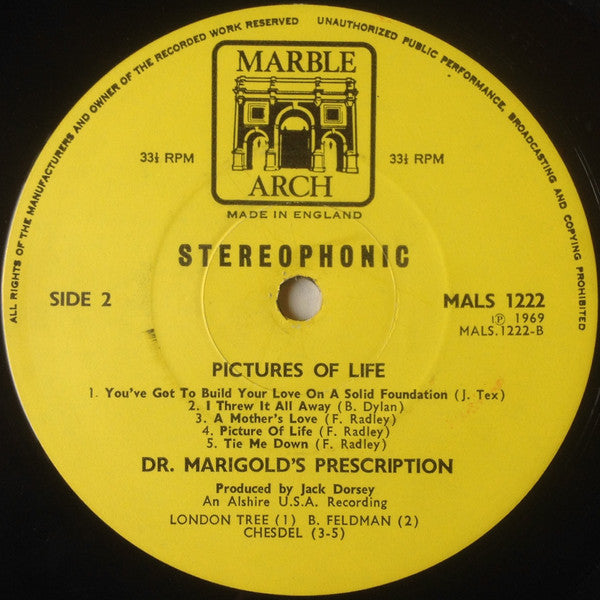 ALL RIGHTS OF THE MANUFACTURERS AND OWNER OF THE RECORDED WORK RESERVED UNAUTHORIZED PUBLIC PERFORMANCE, BROADCASTING AND COPYING PROHIBITED
MARBLE
ARCH
33⅓ RPM 33⅓ RPM
MADE IN ENGLAND
STEREOPHONIC
SIDE 2
MALS 1222
Ⓟ 1969
MALS.1222-B
PICTURES OF LIFE
1. You've Got To Build Your Love On A Solid Foundation (J. Tex)
2. I Threw It All Away (B. Dylan)
3. A Mother's Love (F. Radley)
4. Picture Of Life (F. Radley)
5. Tie Me Down (F. Radley)
DR. MARIGOLD'S PRESCRIPTION
Produced by Jack Dorsey
An Alshire U.S.A. Recording
LONDON TREE (1) B. FELDMAN (2)
CHESDEL (3-5)